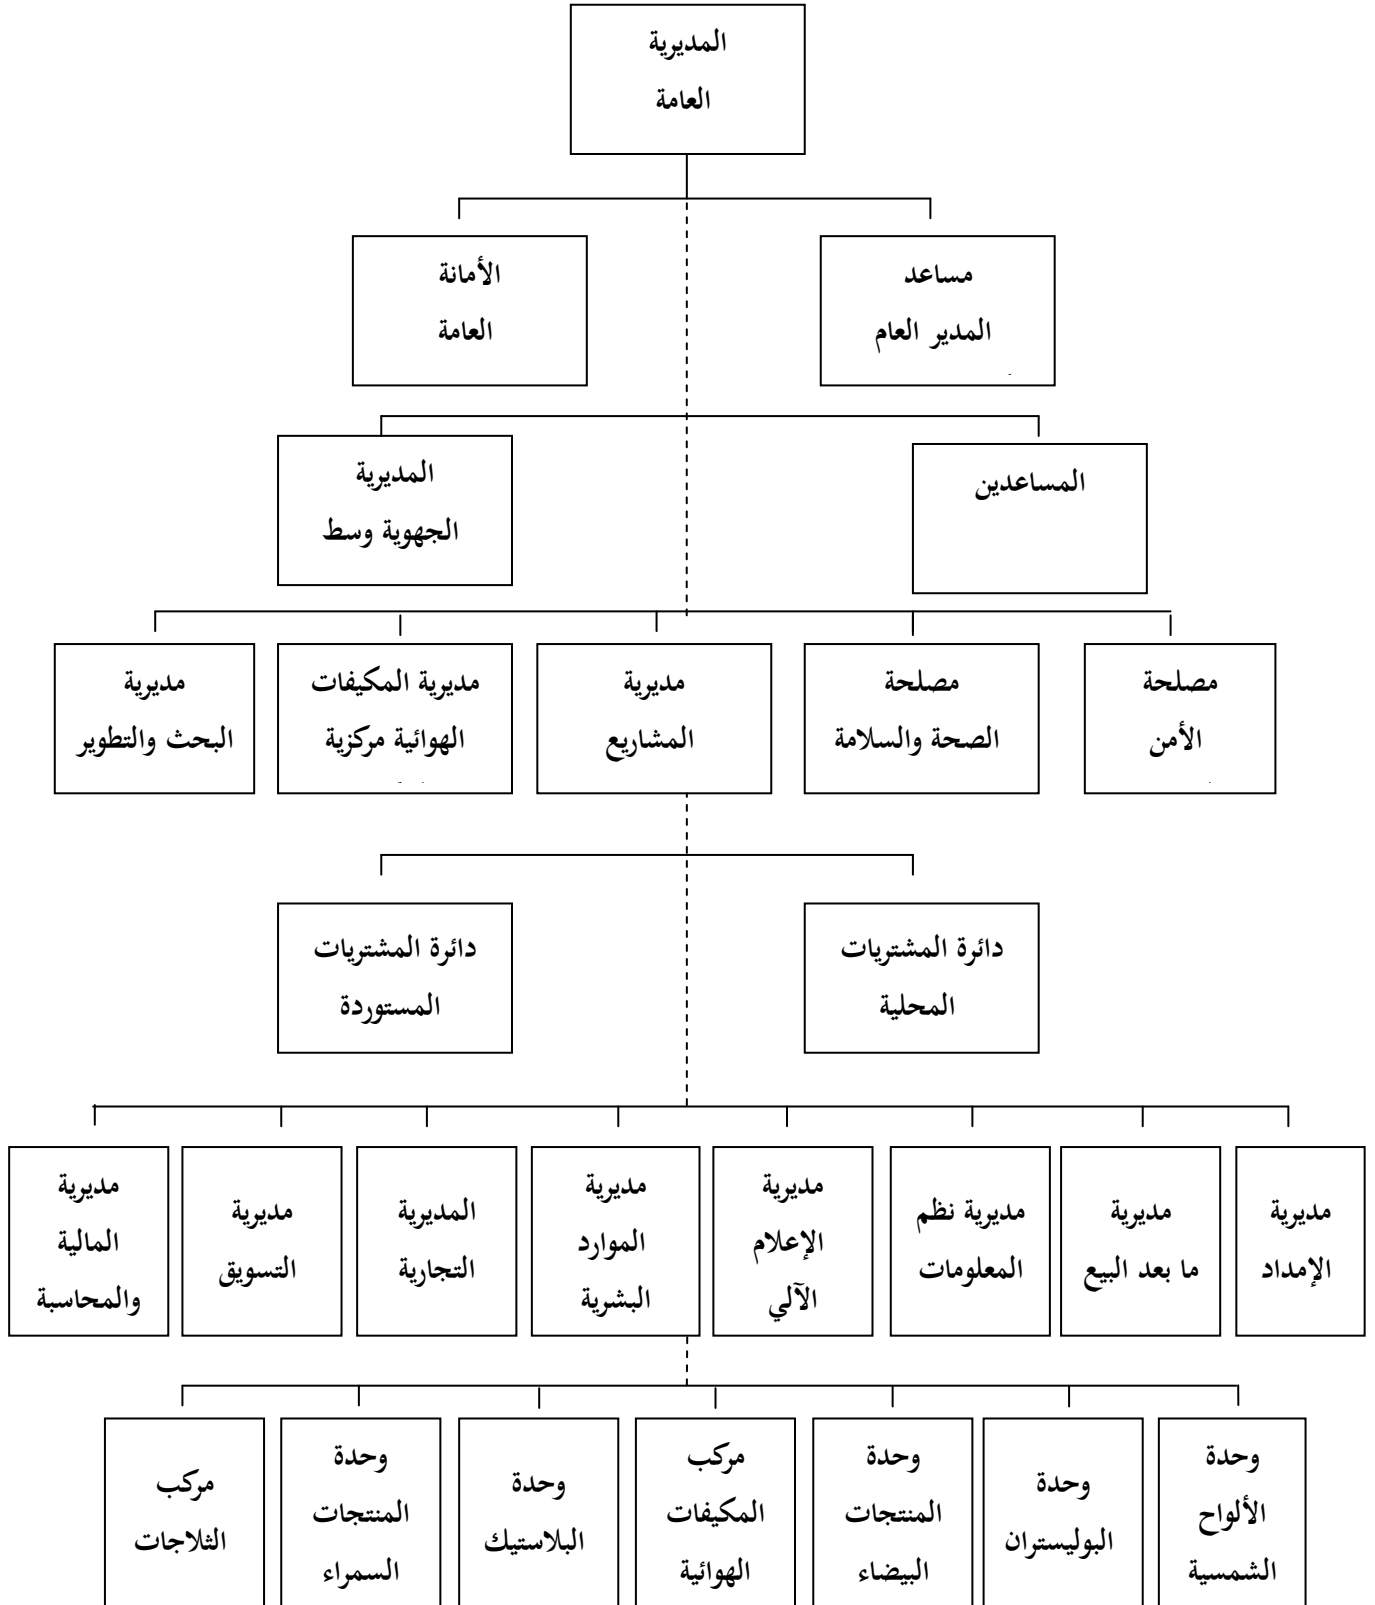 المديرية
العامة
مساعد
المدير العام
الأمانة
العامة
المساعدين
المديرية
الجهوية وسط
مصلحة
الأمن
مصلحة
الصحة والسلامة
مديرية
المشاريع
مديرية المكيفات
الهوائية مركزية
مديرية
البحث والتطوير
دائرة المشتريات
المحلية
دائرة المشتريات
المستوردة
مديرية
الإمداد
مديرية
ما بعد البيع
مديرية نظم
المعلومات
مديرية
الإعلام
الآلي
مديرية
الموارد
البشرية
المديرية
التجارية
مديرية
التسويق
مديرية
المالية
والمحاسبة
وحدة
الألواح
الشمسية
وحدة
البوليستران
وحدة
المنتجات
البيضاء
مركب
المكيفات
الهوائية
وحدة
البلاستيك
وحدة
المنتجات
السمراء
مركب
الثلاجات